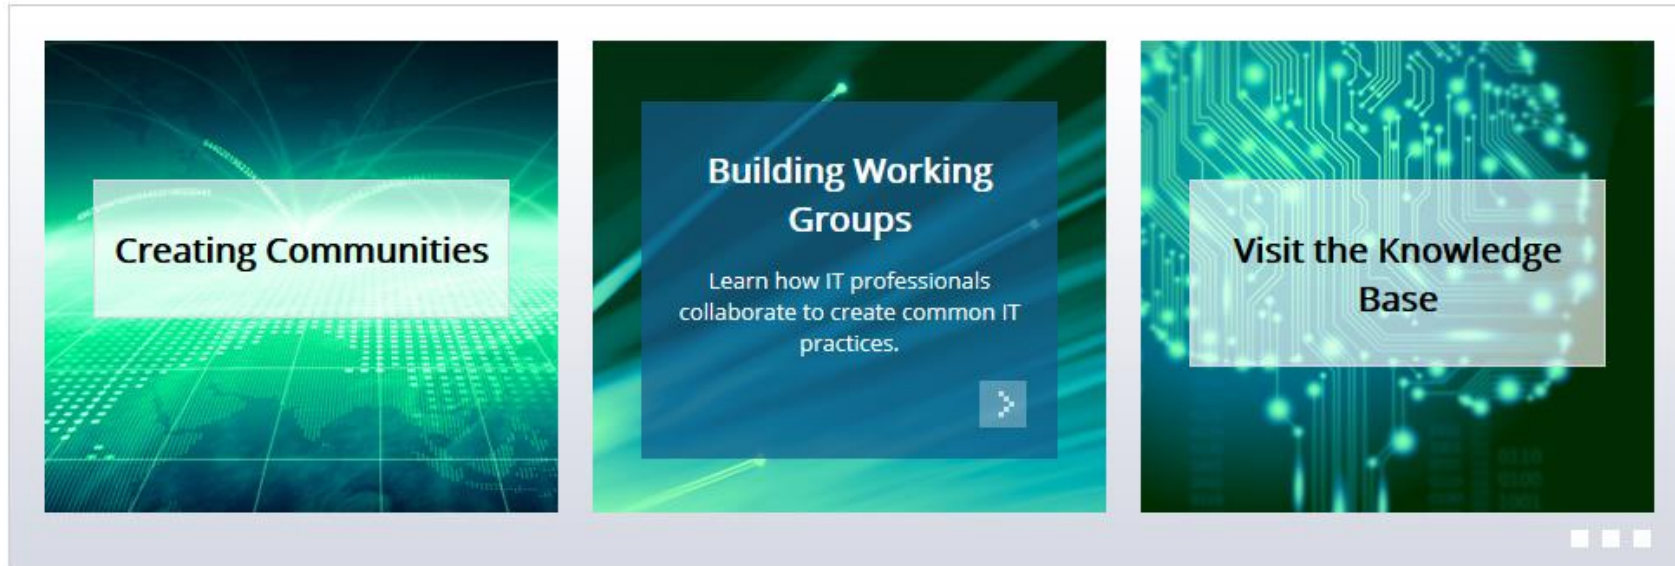 Creating Communities
Building Working
Groups
Learn how IT professionals
collaborate to create common IT
practices.
Visit the Knowledge
Base